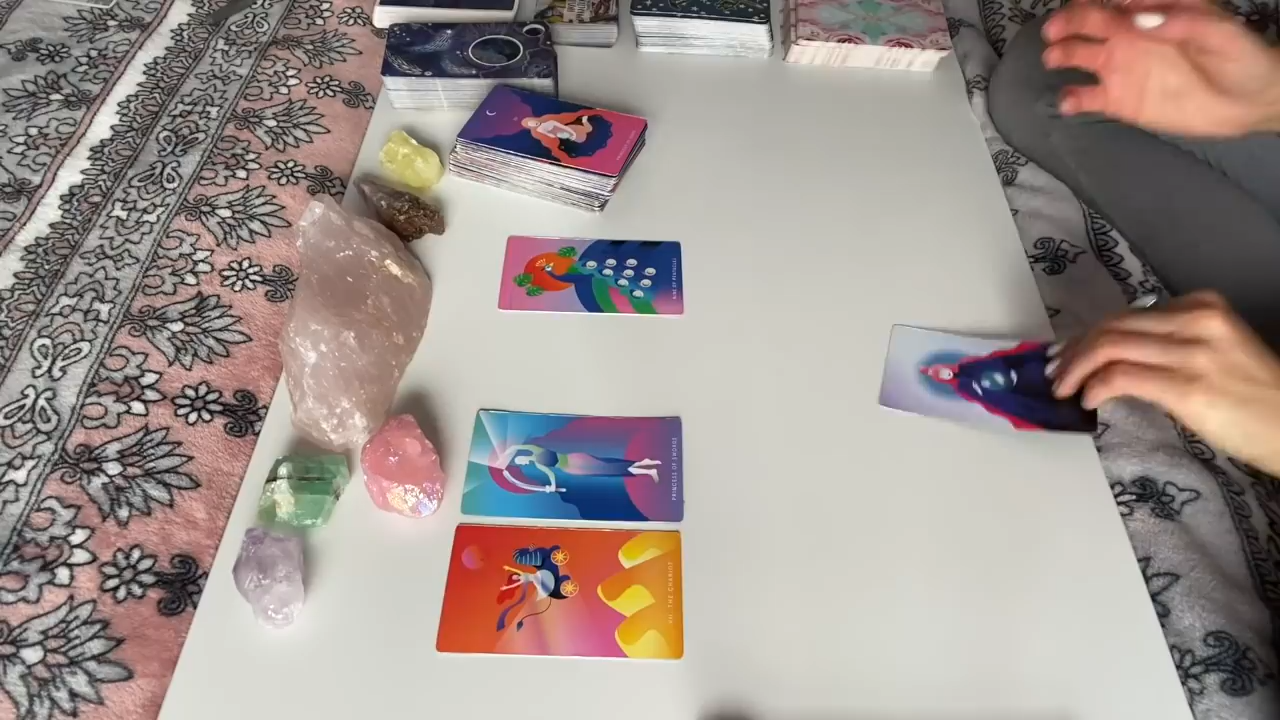 NINE OF PENTACLES
PRINCESS OF SWORDS
VII. THE CHARIOT